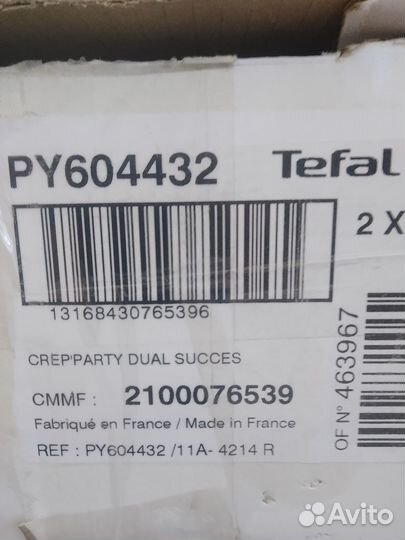 PY604432 Tefal
2 X
13168430765396
CREP'PARTY DUAL SUCCES
CMMF : 2100076539
Fabriqué en France / Made in France
REF : PY604432 /11A- 4214 R
OF N° 463967
Avito